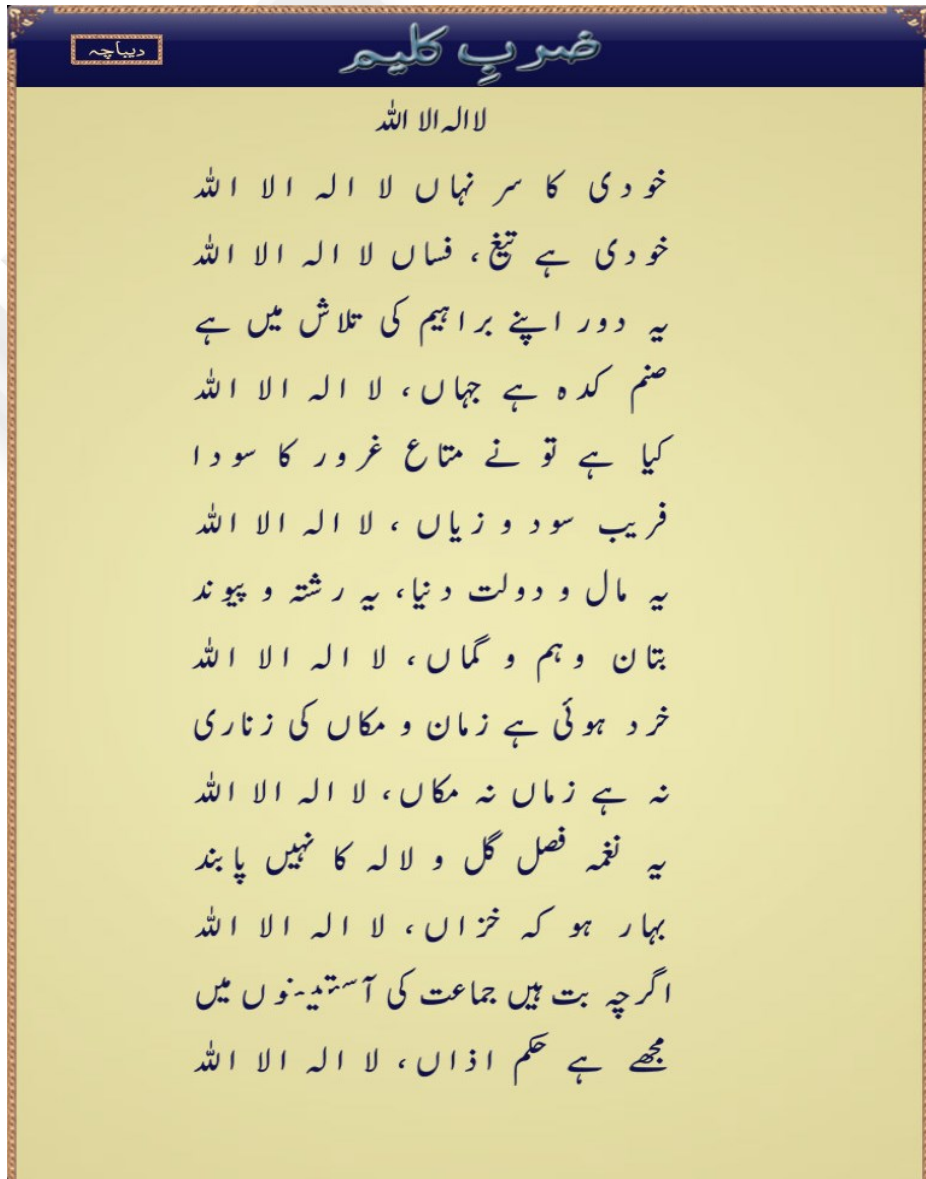 ضربِ کلیم
دیباچہ
لا الہ الا اللہ
خودی کا سر نہاں لا الہ الا اللہ
خودی ہے تیغ، فساں لا الہ الا اللہ
یہ دور اپنے براہیم کی تلاش میں ہے
صنم کدہ ہے جہاں، لا الہ الا اللہ
کیا ہے تو نے متاع غرور کا سودا
فریب سود و زیاں ، لا الہ الا اللہ
یہ مال و دولت دنیا، یہ رشتہ و پیوند
بتان وہم و گماں، لا الہ الا اللہ
خرد ہوئی ہے زمان و مکاں کی زناری
نہ ہے زماں نہ مکاں، لا الہ الا اللہ
یہ نغمہ فصل گل و لالہ کا نہیں پابند
بہار ہو کہ خزاں، لا الہ الا اللہ
اگرچہ بت ہیں جماعت کی آستینوں میں
مجھے ہے حکم اذاں، لا الہ الا اللہ